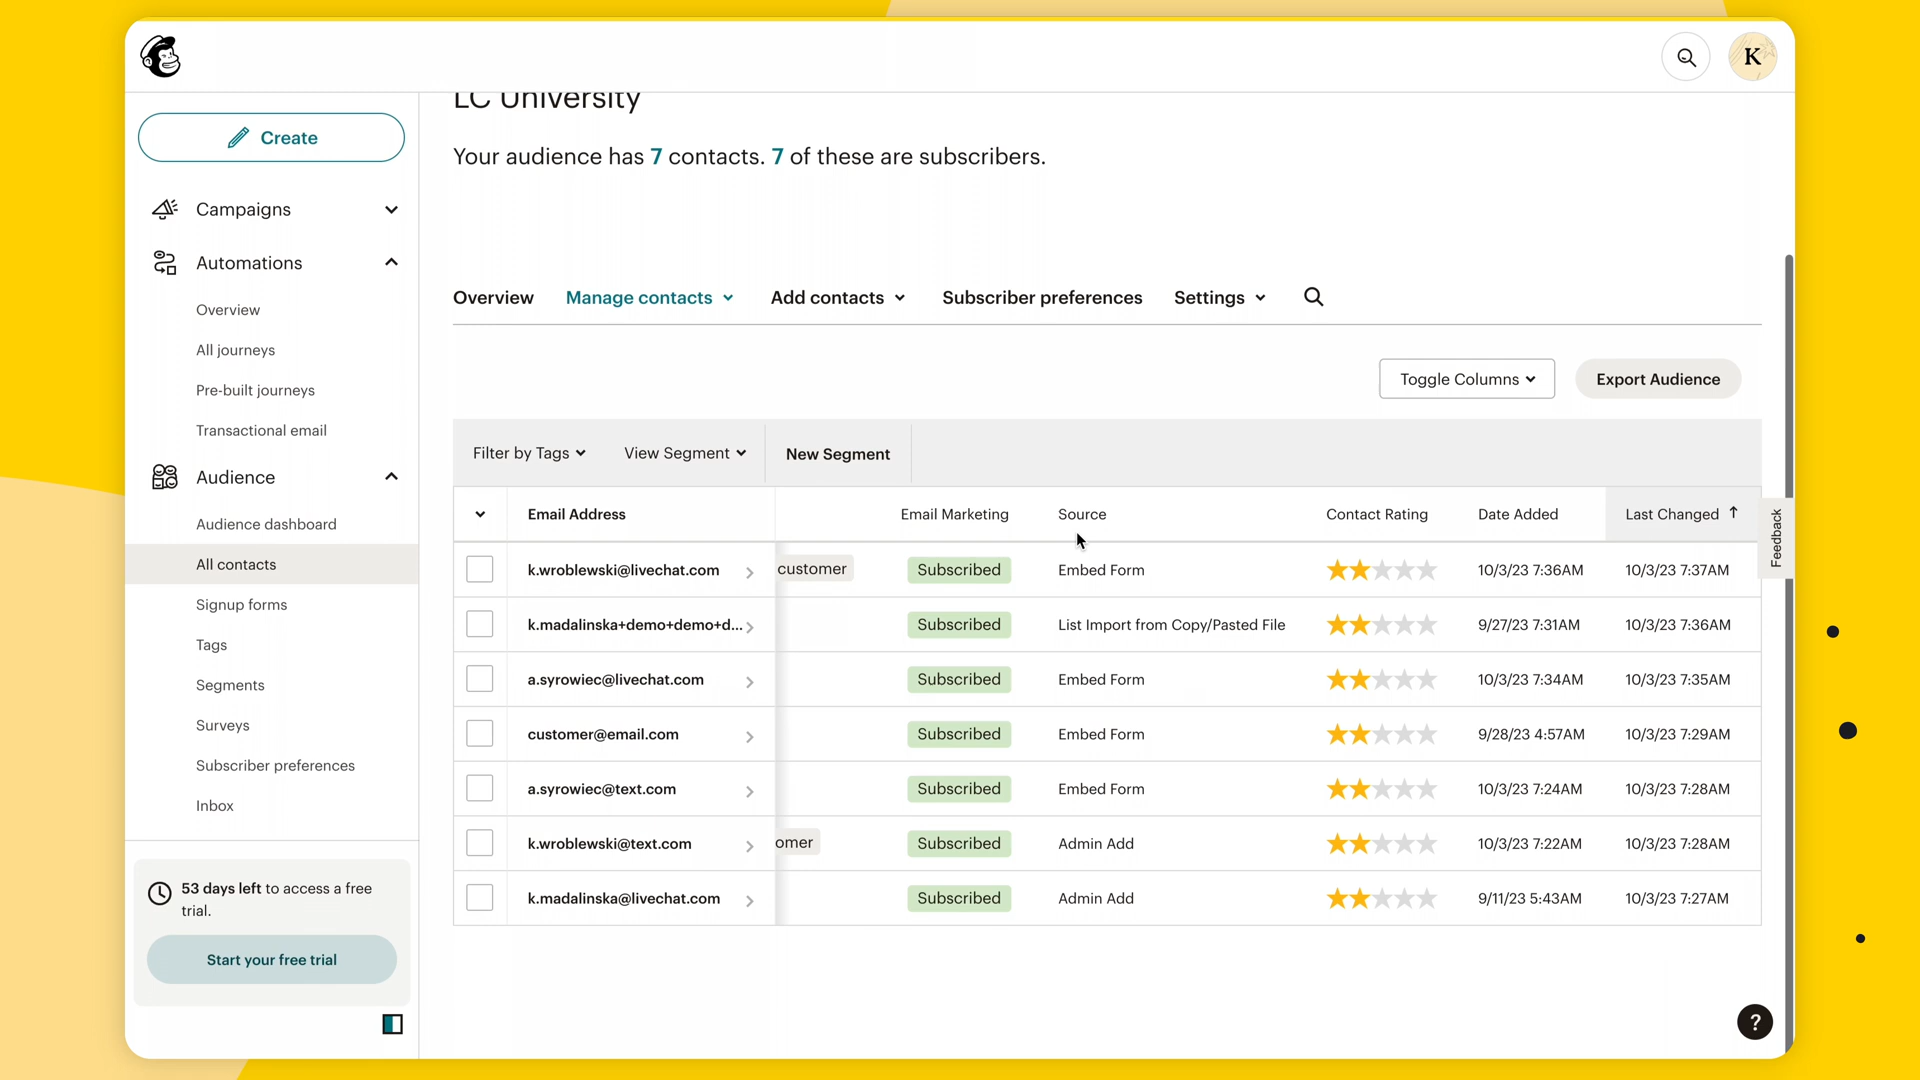 K
LC University
Create
Your audience has 7 contacts. 7 of these are subscribers.
Campaigns
Automations
Overview
All journeys
Pre-built journeys
Transactional email
Audience
Audience dashboard
All contacts
Signup forms
Tags
Segments
Surveys
Subscriber preferences
Inbox
53 days left to access a free
trial.
Start your free trial
Overview Manage contacts Add contacts Subscriber preferences Settings
Toggle Columns Export Audience
Filter by Tags View Segment New Segment
Email Address Email Marketing Source Contact Rating Date Added Last Changed
k.wroblewski@livechat.com customer Subscribed Embed Form 10/3/23 7:36AM 10/3/23 7:37AM
k.madalinska+demo+demo+d... Subscribed List Import from Copy/Pasted File 9/27/23 7:31AM 10/3/23 7:36AM
a.syrowiec@livechat.com Subscribed Embed Form 10/3/23 7:34AM 10/3/23 7:35AM
customer@email.com Subscribed Embed Form 9/28/23 4:57AM 10/3/23 7:29AM
a.syrowiec@text.com Subscribed Embed Form 10/3/23 7:24AM 10/3/23 7:28AM
k.wroblewski@text.com omer Subscribed Admin Add 10/3/23 7:22AM 10/3/23 7:28AM
k.madalinska@livechat.com Subscribed Admin Add 9/11/23 5:43AM 10/3/23 7:27AM
Feedback
?